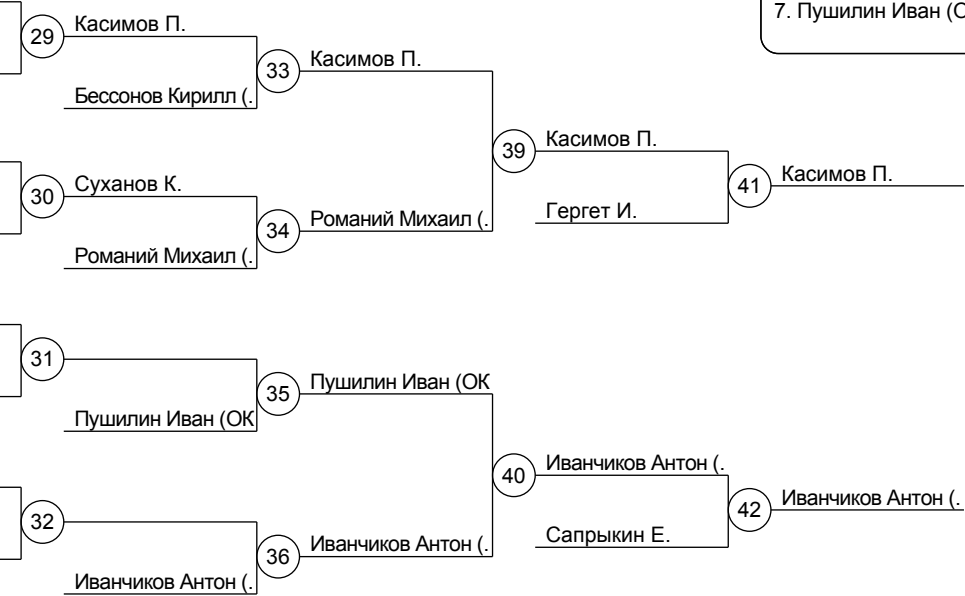 7. Пушилин Иван (О
29 Касимов П.
Бессонов Кирилл (.
33 Касимов П.
30 Суханов К.
Романий Михаил (.
34 Романий Михаил (.
39 Касимов П.
Гергет И.
41 Касимов П.
31
Пушилин Иван (ОК
35 Пушилин Иван (ОК
32
Иванчиков Антон (.
36 Иванчиков Антон (.
40 Иванчиков Антон (.
Сапрыкин Е.
42 Иванчиков Антон (.